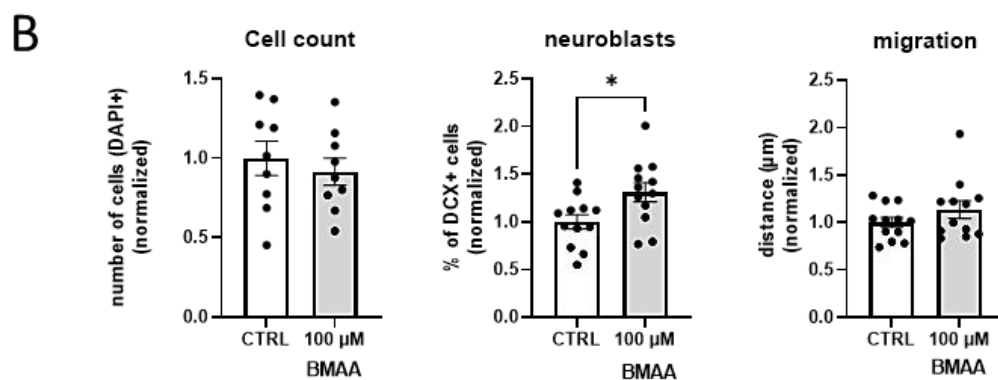 B
Cell count
number of cells (DAPI+)
(normalized)
1.5
1.0
0.5
0.0
CTRL 100 µM
BMAA
neuroblasts
% of DCX+ cells
(normalized)
2.5
2.0
1.5
1.0
0.5
0.0
*
CTRL 100 µM
BMAA
migration
distance (µm)
(normalized)
2.5
2.0
1.5
1.0
0.5
0.0
CTRL 100 µM
BMAA